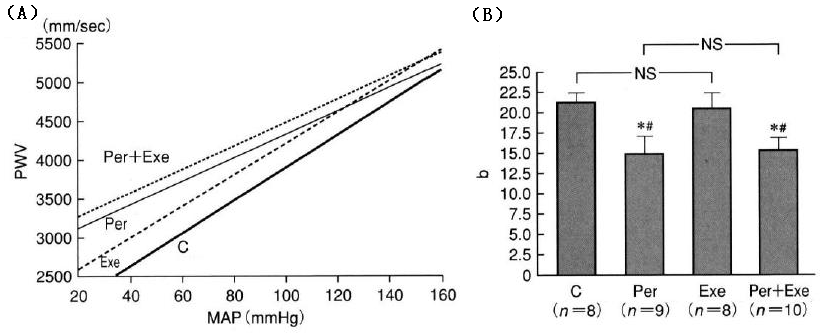 (A)
(mm/sec)
5500
5000
4500
4000
3500
3000
2500
PWV
Per+Exe
Per
Exe
C
20 40 60 80 100 120 140 160
MAP(mmHg)
(B)
NS
NS
25.0
22.5
20.0
17.5
15.0
12.5
10.0
7.5
5.0
2.5
0
b
*# *#
C Per Exe Per+Exe
(n=8) (n=9) (n=8) (n=10)